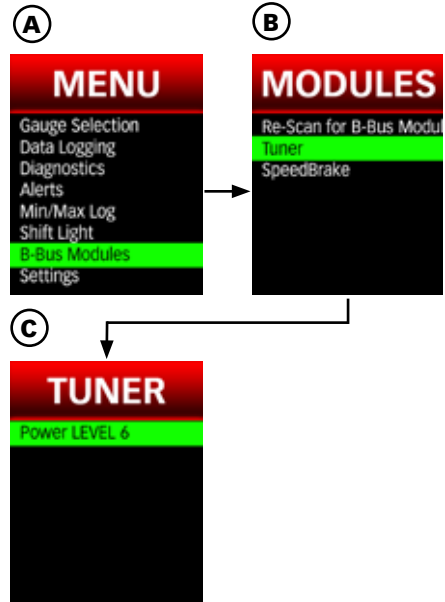 A
MENU
Gauge Selection
Data Logging
Diagnostics
Alerts
Min/Max Log
Shift Light
B-Bus Modules
Settings
B
MODULES
Re-Scan for B-Bus Modul
Tuner
SpeedBrake
C
TUNER
Power LEVEL 6